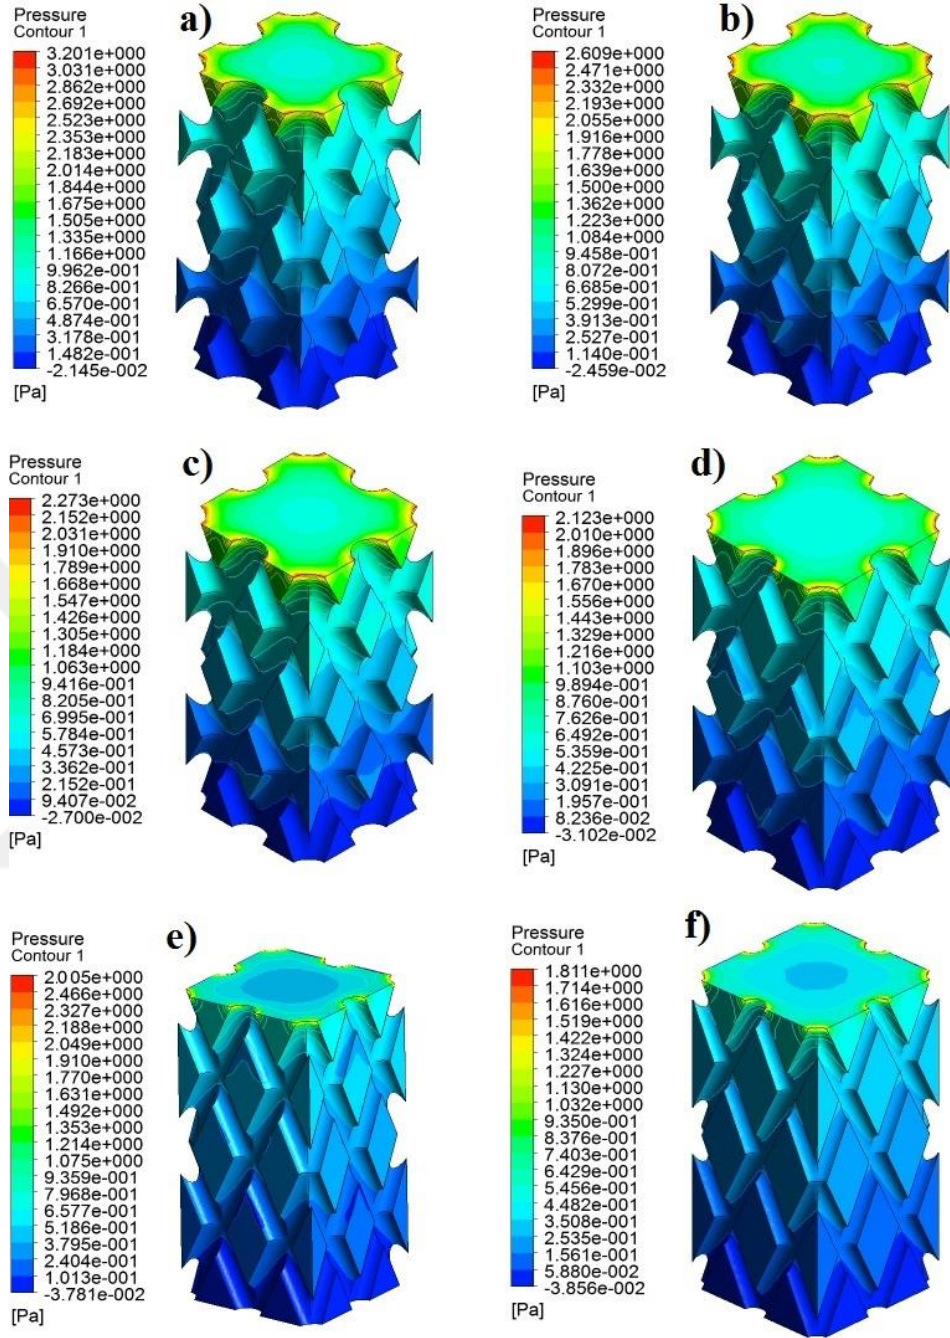 a)
Pressure
Contour 1
3.201e+000
3.031e+000
2.862e+000
2.692e+000
2.523e+000
2.353e+000
2.183e+000
2.014e+000
1.844e+000
1.675e+000
1.505e+000
1.335e+000
1.166e+000
9.962e-001
8.266e-001
6.570e-001
4.874e-001
3.178e-001
1.482e-001
-2.145e-002
[Pa]
b)
Pressure
Contour 1
2.609e+000
2.471e+000
2.332e+000
2.193e+000
2.055e+000
1.916e+000
1.778e+000
1.639e+000
1.500e+000
1.362e+000
1.223e+000
1.084e+000
9.458e-001
8.072e-001
6.685e-001
5.299e-001
3.913e-001
2.527e-001
1.140e-001
-2.459e-002
[Pa]
c)
Pressure
Contour 1
2.273e+000
2.152e+000
2.031e+000
1.910e+000
1.789e+000
1.668e+000
1.547e+000
1.426e+000
1.305e+000
1.184e+000
1.063e+000
9.416e-001
8.205e-001
6.995e-001
5.784e-001
4.573e-001
3.362e-001
2.152e-001
9.407e-002
-2.700e-002
[Pa]
d)
Pressure
Contour 1
2.123e+000
2.010e+000
1.896e+000
1.783e+000
1.670e+000
1.556e+000
1.443e+000
1.329e+000
1.216e+000
1.103e+000
9.894e-001
8.760e-001
7.626e-001
6.492e-001
5.359e-001
4.225e-001
3.091e-001
1.957e-001
8.236e-002
-3.102e-002
[Pa]
e)
Pressure
Contour 1
2.005e+000
2.466e+000
2.327e+000
2.188e+000
2.049e+000
1.910e+000
1.770e+000
1.631e+000
1.492e+000
1.353e+000
1.214e+000
1.075e+000
9.359e-001
7.968e-001
6.577e-001
5.186e-001
3.795e-001
2.404e-001
1.013e-001
-3.781e-002
[Pa]
f)
Pressure
Contour 1
1.811e+000
1.714e+000
1.616e+000
1.519e+000
1.422e+000
1.324e+000
1.227e+000
1.130e+000
1.032e+000
9.350e-001
8.376e-001
7.403e-001
6.429e-001
5.456e-001
4.482e-001
3.508e-001
2.535e-001
1.561e-001
5.880e-002
-3.856e-002
[Pa]